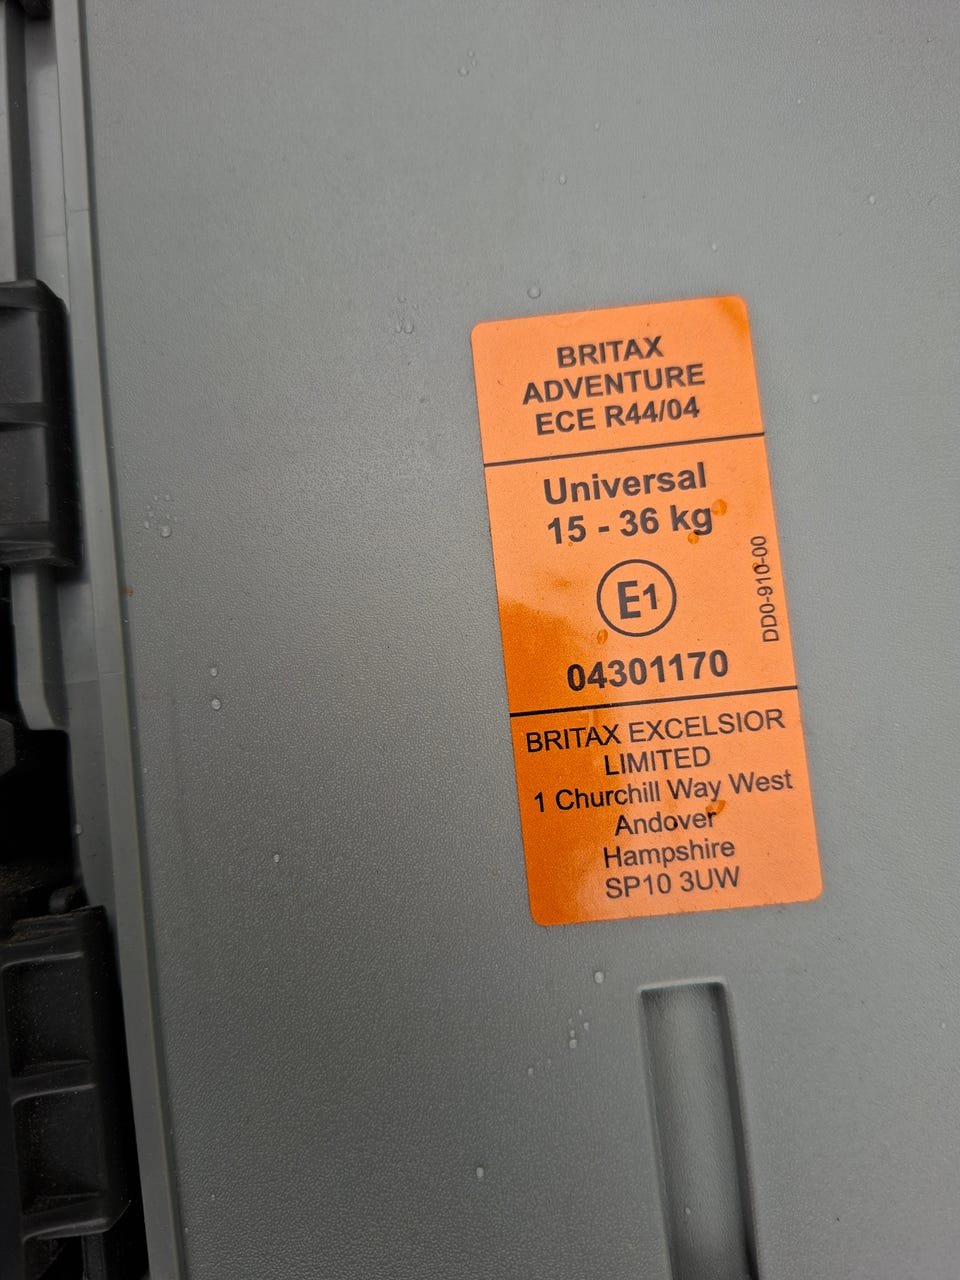 BRITAX
ADVENTURE
ECE R44/04
Universal
15 - 36 kg
E1
04301170
DD0-910-00
BRITAX EXCELSIOR
LIMITED
1 Churchill Way West
Andover
Hampshire
SP10 3UW